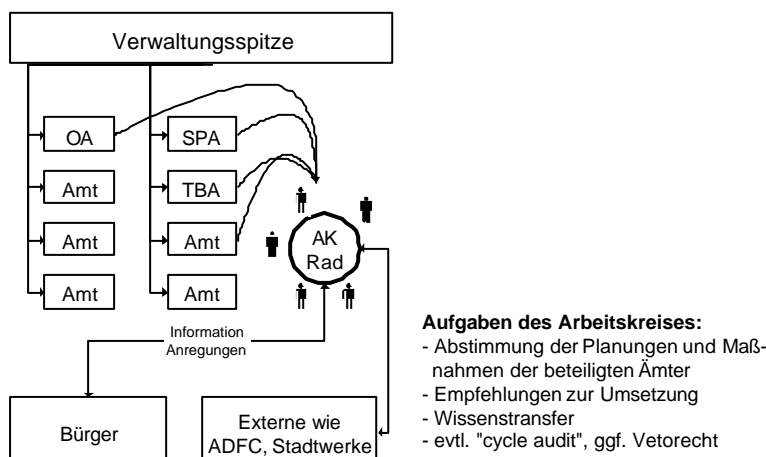 Verwaltungsspitze
OA
SPA
Amt
TBA
Amt
Amt
AK
Rad
Amt
Amt
Information
Anregungen
Bürger
Externe wie
ADFC, Stadtwerke
Aufgaben des Arbeitskreises:
- Abstimmung der Planungen und Maß-
nahmen der beteiligten Ämter
- Empfehlungen zur Umsetzung
- Wissenstransfer
- evtl. "cycle audit", ggf. Vetorecht